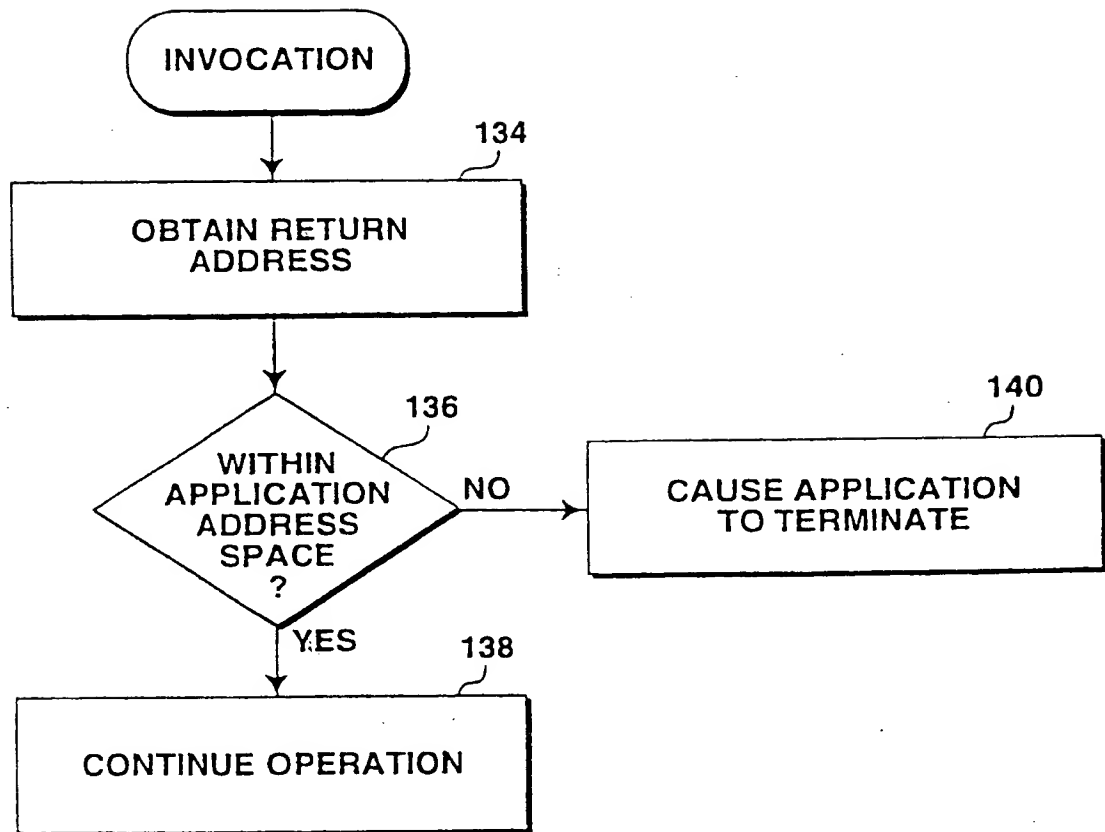 INVOCATION
134
OBTAIN RETURN
ADDRESS
136
WITHIN
APPLICATION
ADDRESS
SPACE
?
NO
140
CAUSE APPLICATION
TO TERMINATE
YES
138
CONTINUE OPERATION